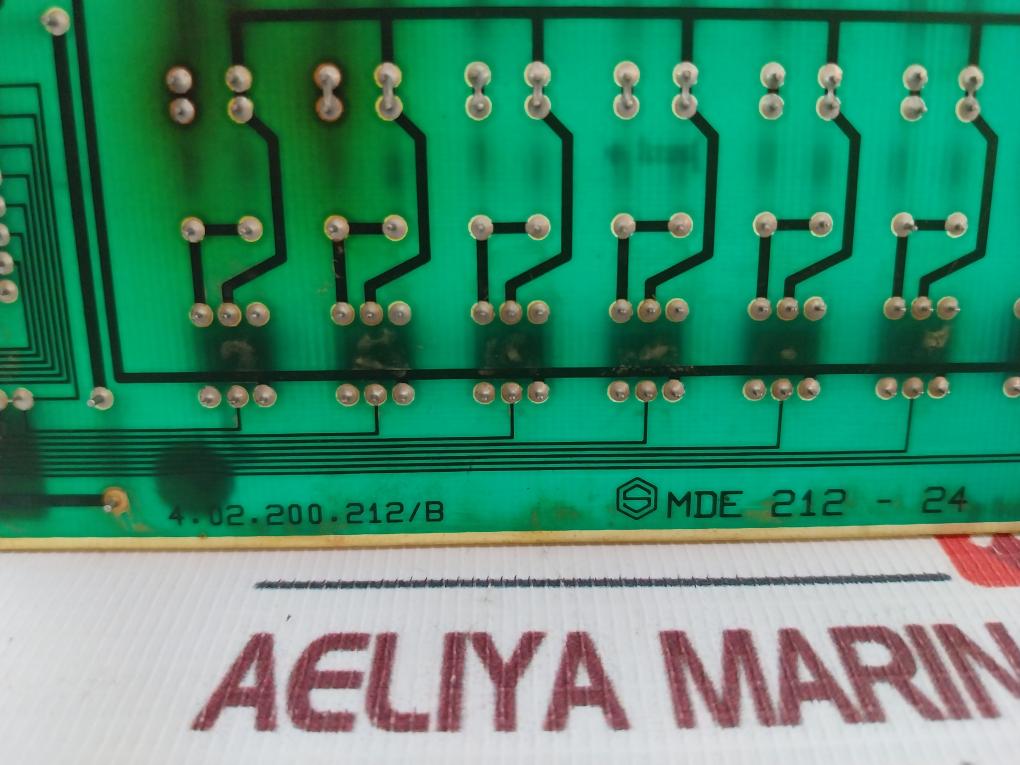 4.02.200.212/B
S MDE 212 - 24
AELIYA MARIN